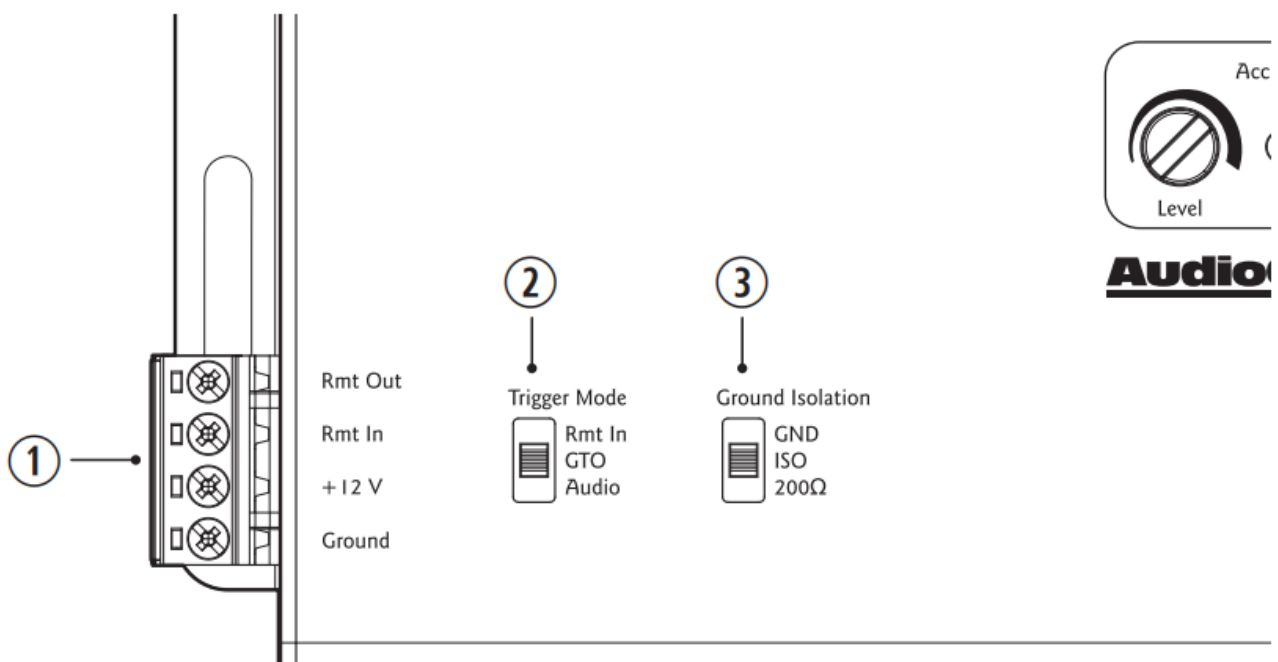 Acc
Level
Audio
2
3
Rmt Out
Trigger Mode
Ground Isolation
Rmt In
Rmt In
GND
1
GTO
ISO
+12 V
Audio
200Ω
Ground